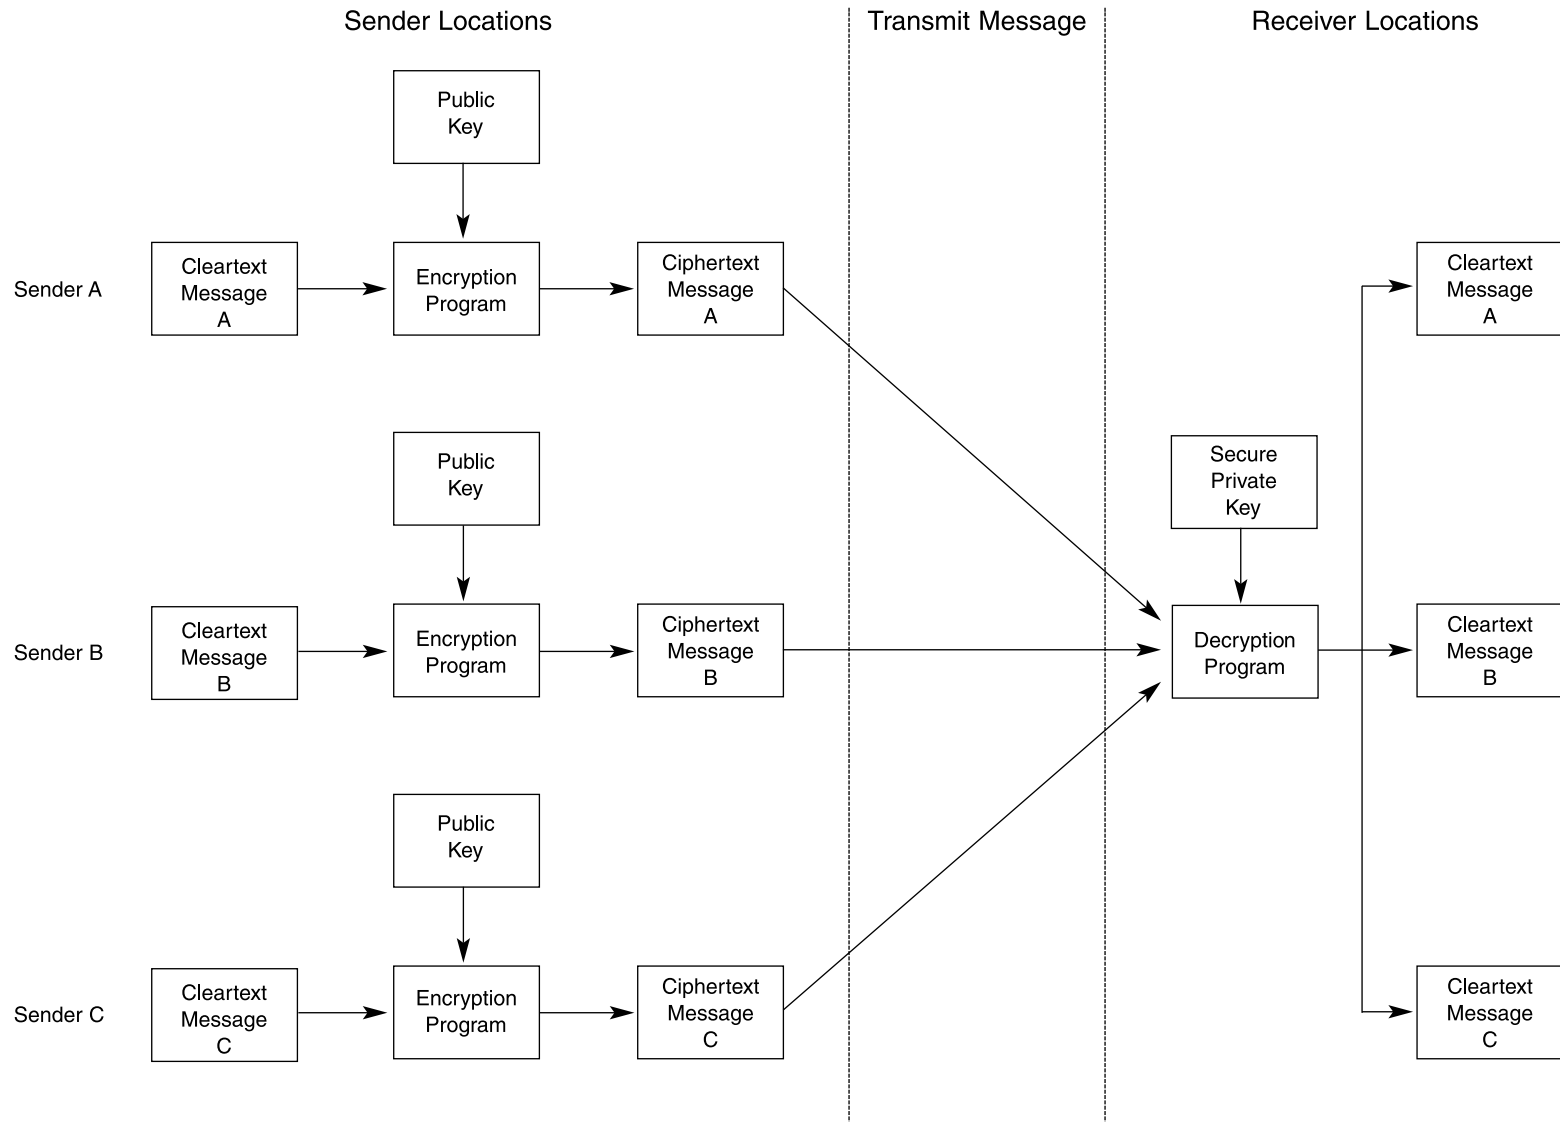 Sender Locations
Transmit Message
Receiver Locations
Public
Key
Sender A
Cleartext
Message
A
Encryption
Program
Ciphertext
Message
A
Cleartext
Message
A
Public
Key
Secure
Private
Key
Sender B
Cleartext
Message
B
Encryption
Program
Ciphertext
Message
B
Decryption
Program
Cleartext
Message
B
Public
Key
Sender C
Cleartext
Message
C
Encryption
Program
Ciphertext
Message
C
Cleartext
Message
C